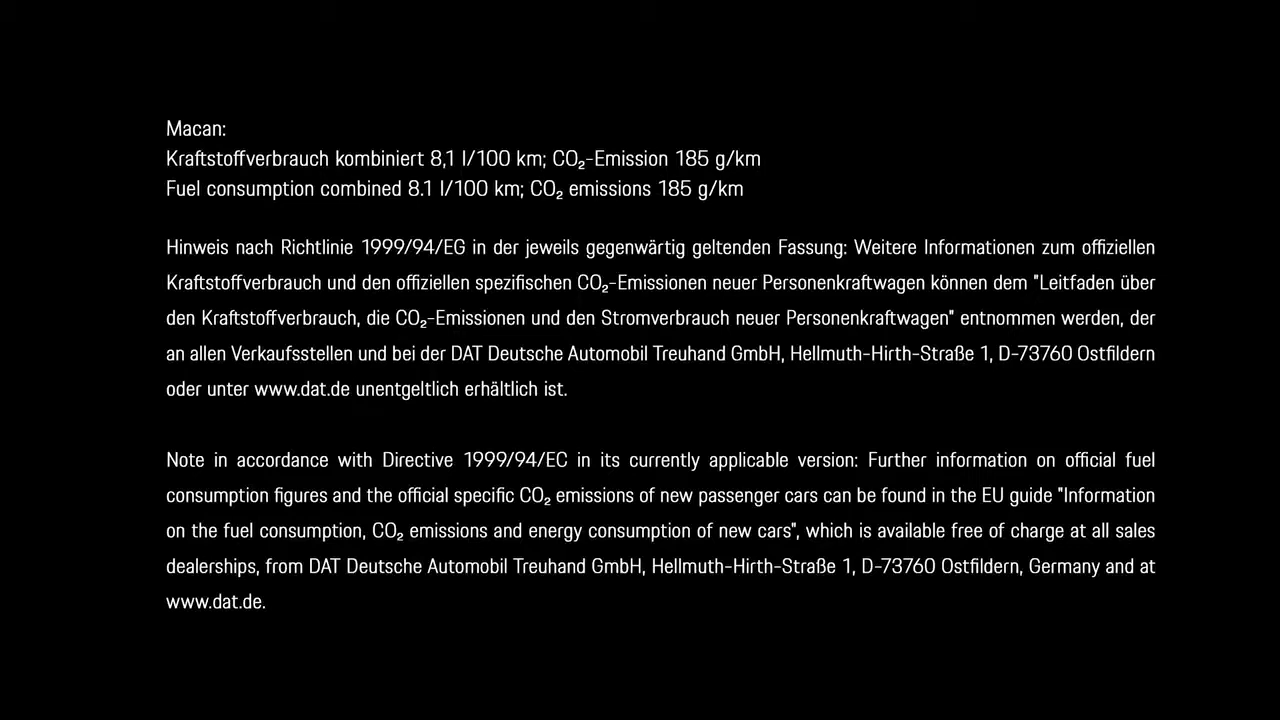 Macan:
Kraftstoffverbrauch kombiniert 8,1 l/100 km; CO₂-Emission 185 g/km
Fuel consumption combined 8.1 l/100 km; CO₂ emissions 185 g/km
Hinweis nach Richtlinie 1999/94/EG in der jeweils gegenwärtig geltenden Fassung: Weitere Informationen zum offiziellen
Kraftstoffverbrauch und den offiziellen spezifischen CO₂-Emissionen neuer Personenkraftwagen können dem "Leitfaden über
den Kraftstoffverbrauch, die CO₂-Emissionen und den Stromverbrauch neuer Personenkraftwagen" entnommen werden, der
an allen Verkaufsstellen und bei der DAT Deutsche Automobil Treuhand GmbH, Hellmuth-Hirth-Straße 1, D-73760 Ostfildern
oder unter www.dat.de unentgeltlich erhältlich ist.
Note in accordance with Directive 1999/94/EC in its currently applicable version: Further information on official fuel
consumption figures and the official specific CO₂ emissions of new passenger cars can be found in the EU guide "Information
on the fuel consumption, CO₂ emissions and energy consumption of new cars", which is available free of charge at all sales
dealerships, from DAT Deutsche Automobil Treuhand GmbH, Hellmuth-Hirth-Straße 1, D-73760 Ostfildern, Germany and at
www.dat.de.